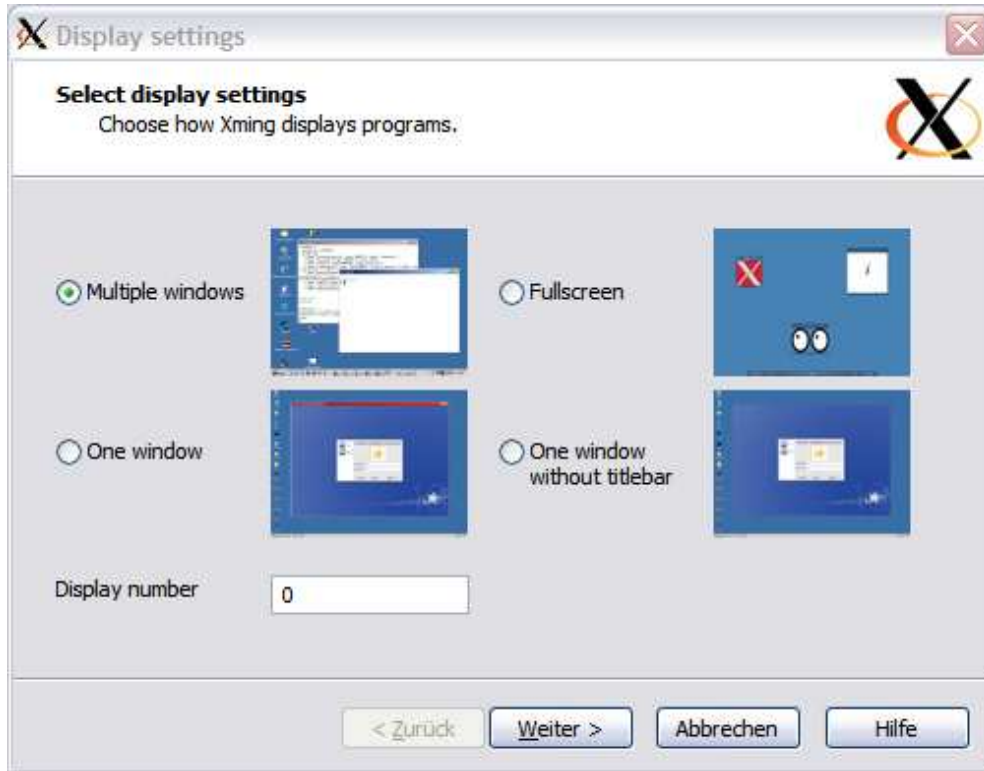 Display settings
Select display settings
Choose how Xming displays programs.
Multiple windows
Fullscreen
One window
One window
without titlebar
Display number
0
< Zurück
Weiter >
Abbrechen
Hilfe